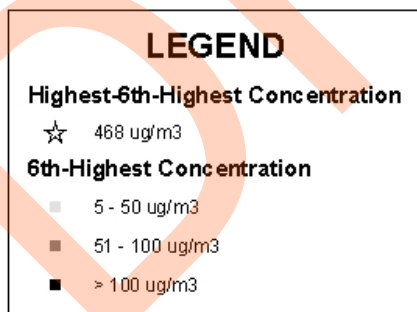 LEGEND
Highest-6th-Highest Concentration
468 ug/m3
6th-Highest Concentration
5 - 50 ug/m3
51 - 100 ug/m3
> 100 ug/m3